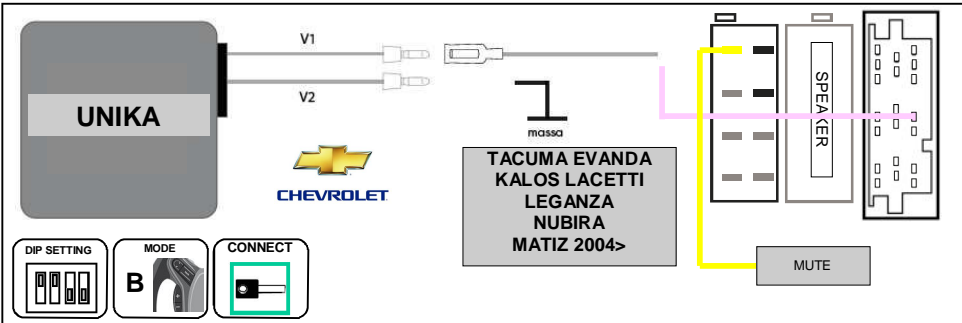 V1
UNIKA
V2
massa
CHEVROLET
SPEAKER
TACUMA EVANDA
KALOS LACETTI
LEGANZA
NUBIRA
MATIZ 2004>
MUTE
DIP SETTING
MODE
B
CONNECT